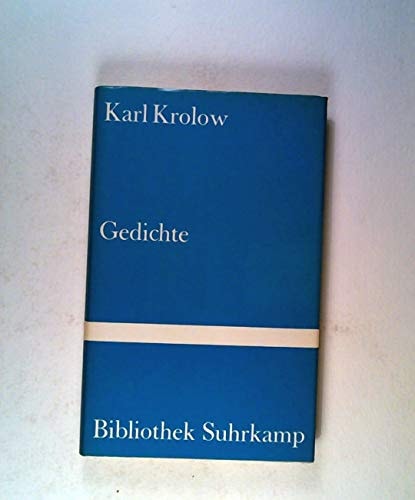 Karl Krolow
Gedichte
Bibliothek Suhrkamp